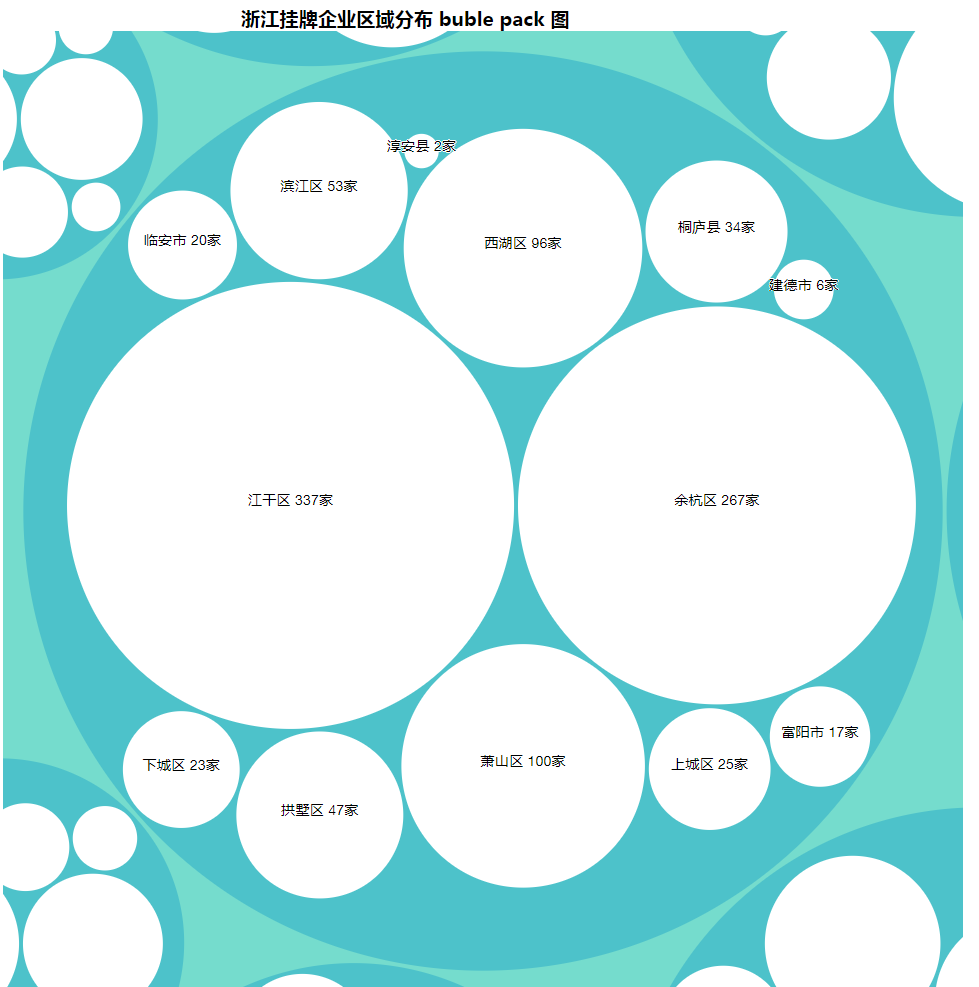 浙江挂牌企业区域分布 buble pack 图
淳安县 2家
滨江区 53家
桐庐县 34家
临安市 20家
西湖区 96家
建德市 6家
江干区 337家
余杭区 267家
富阳市 17家
下城区 23家
萧山区 100家
上城区 25家
拱墅区 47家